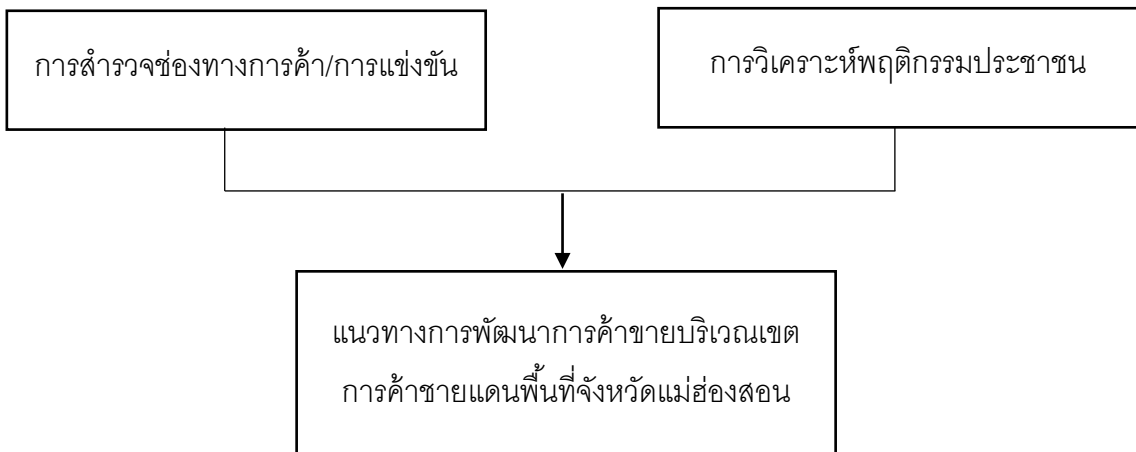 การสำรวจช่องทางการค้า/การแข่งขัน
การวิเคราะห์พฤติกรรมประชาชน
แนวทางการพัฒนาการค้าขายบริเวณเขต
การค้าชายแดนพื้นที่จังหวัดแม่ฮ่องสอน